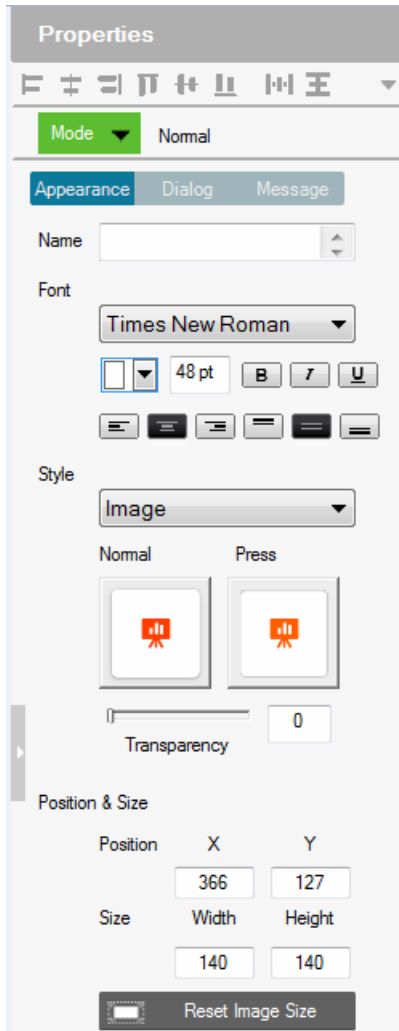 Properties
Mode Normal
Appearance Dialog Message
Name
Font
Times New Roman
48 pt B I U
Style
Image
Normal Press
0
Transparency
Position & Size
Position X Y
366 127
Size Width Height
140 140
Reset Image Size